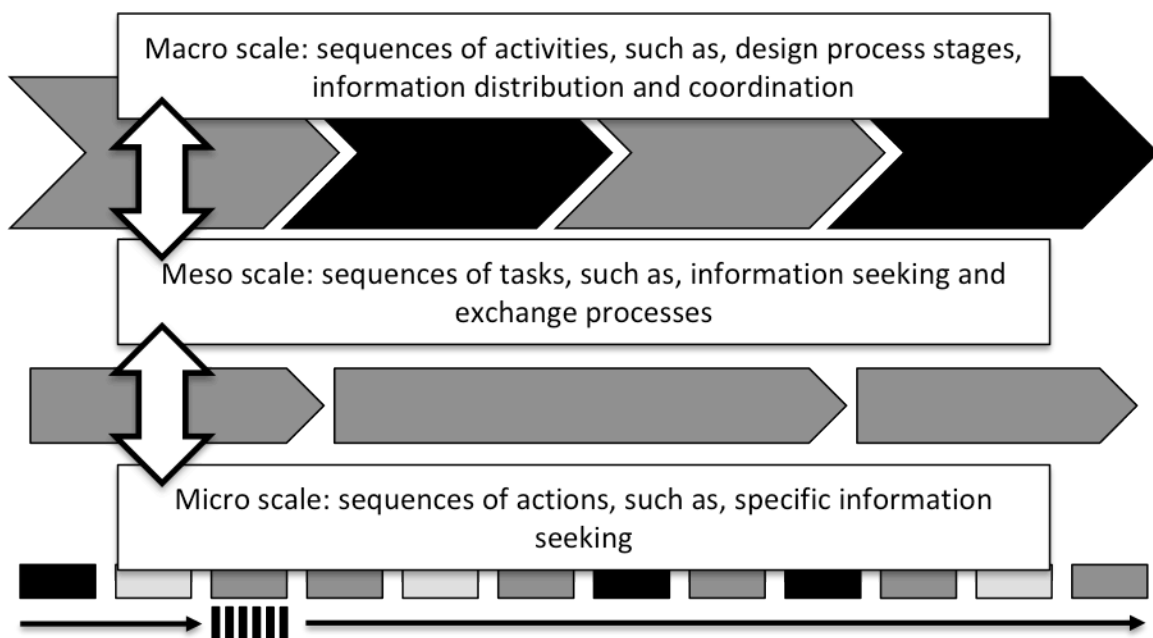 Macro scale: sequences of activities, such as, design process stages,
information distribution and coordination
Meso scale: sequences of tasks, such as, information seeking and
exchange processes
Micro scale: sequences of actions, such as, specific information
seeking